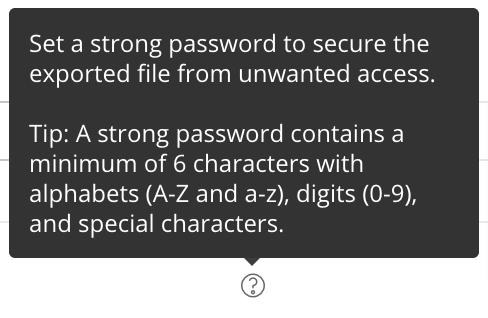 Set a strong password to secure the
exported file from unwanted access.
Tip: A strong password contains a
minimum of 6 characters with
alphabets (A-Z and a-z), digits (0-9),
and special characters.
?